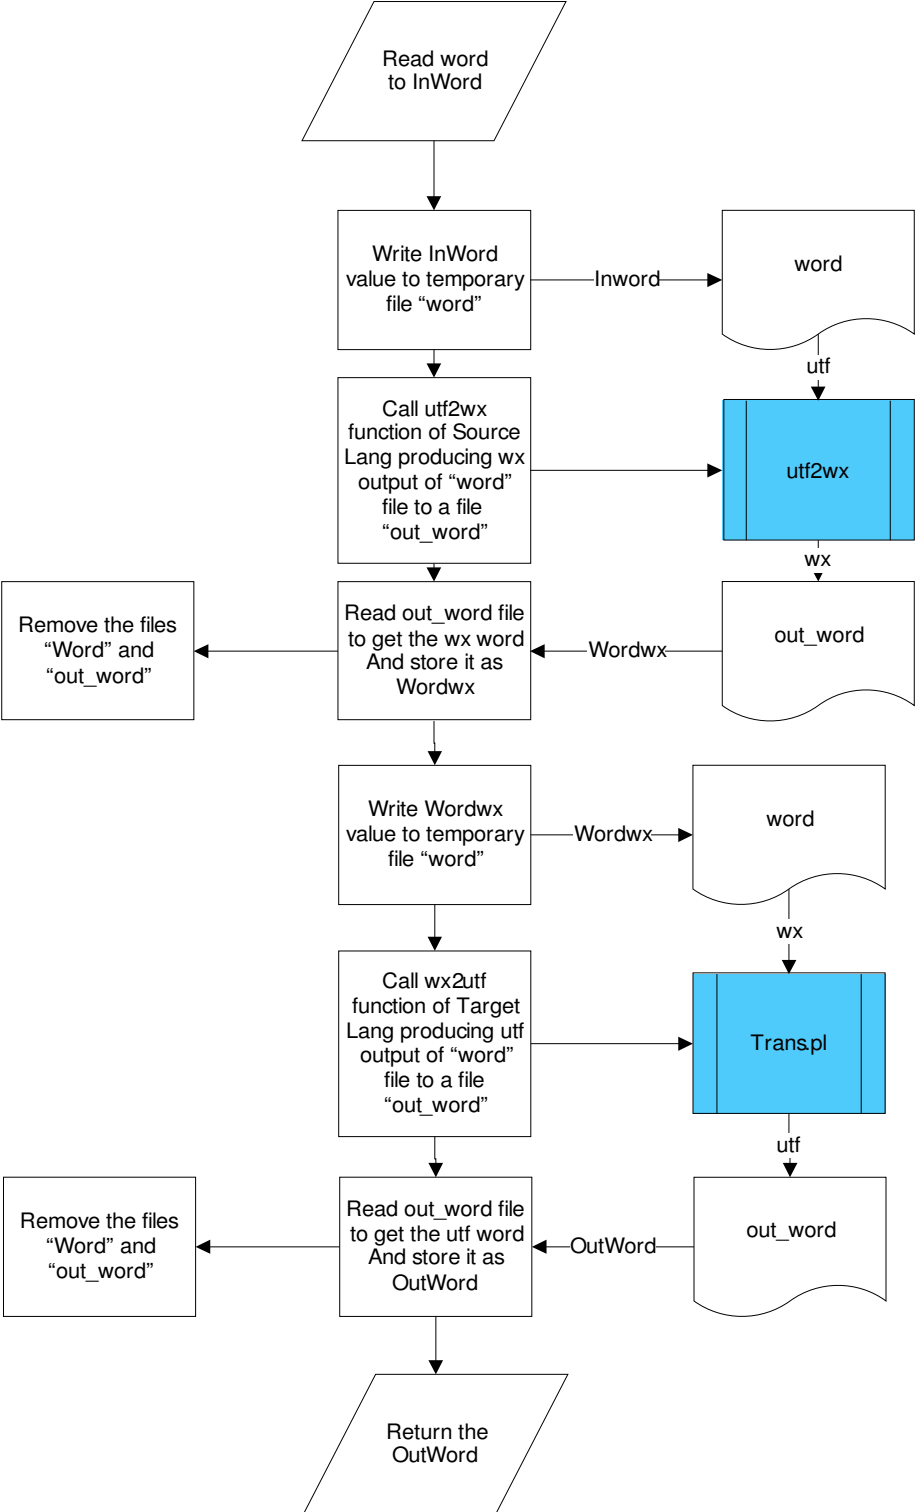 Read word
to InWord
Write InWord
value to temporary
file “word”
Inword
word
utf
Call utf2wx
function of Source
Lang producing wx
output of “word”
file to a file
“out_word”
utf2wx
wx
Remove the files
“Word” and
“out_word”
Read out_word file
to get the wx word
And store it as
Wordwx
Wordwx
out_word
Write Wordwx
value to temporary
file “word”
Wordwx
word
wx
Call wx2utf
function of Target
Lang producing utf
output of “word”
file to a file
“out_word”
Trans.pl
utf
Remove the files
“Word” and
“out_word”
Read out_word file
to get the utf word
And store it as
OutWord
OutWord
out_word
Return the
OutWord